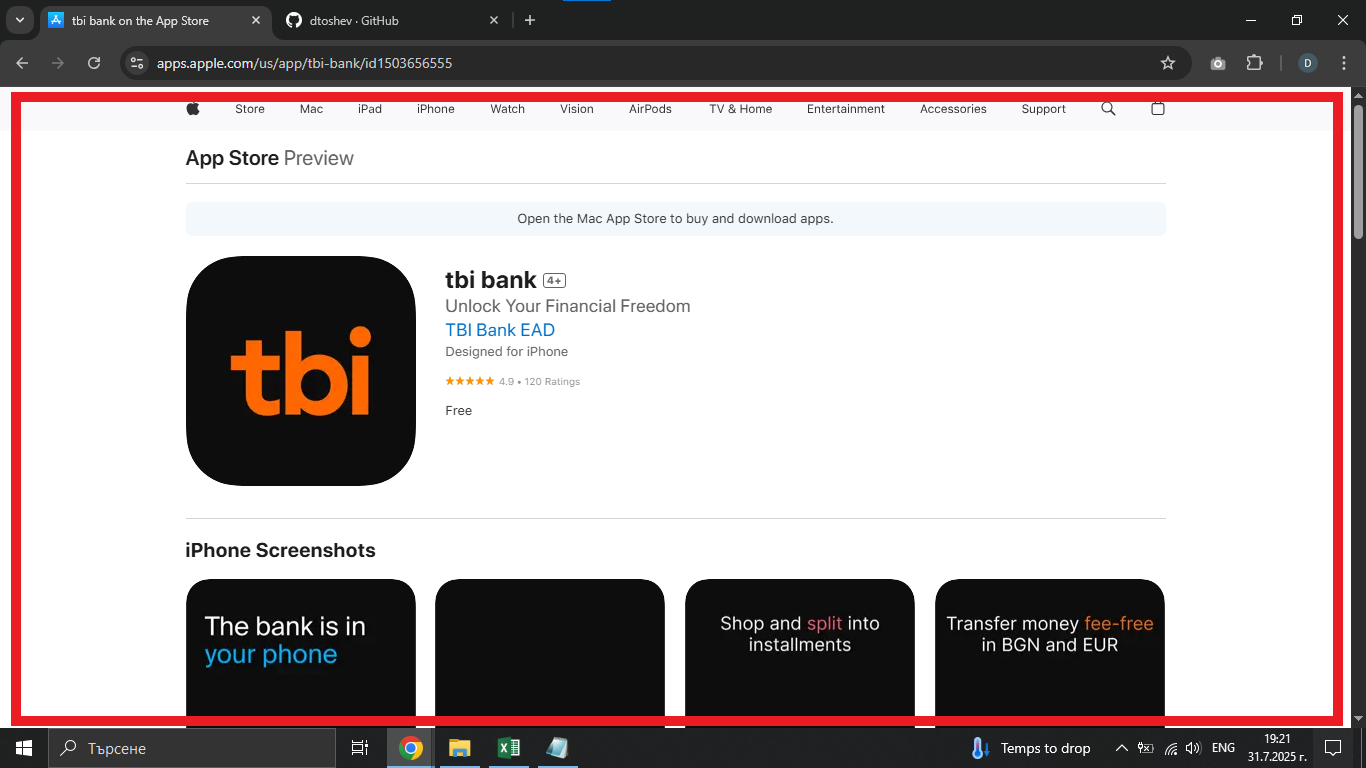 tbi bank on the App Store
dtoshev · GitHub
apps.apple.com/us/app/tbi-bank/id1503656555
D
Store Mac iPad iPhone Watch Vision AirPods TV & Home Entertainment Accessories Support
App Store Preview
Open the Mac App Store to buy and download apps.
tbi
tbi bank 4+
Unlock Your Financial Freedom
TBI Bank EAD
Designed for iPhone
★★★★★ 4.9 • 120 Ratings
Free
iPhone Screenshots
The bank is in
your phone
Shop and split into
installments
Transfer money fee-free
in BGN and EUR
Търсене
Temps to drop
ENG
19:21
31.7.2025 г.